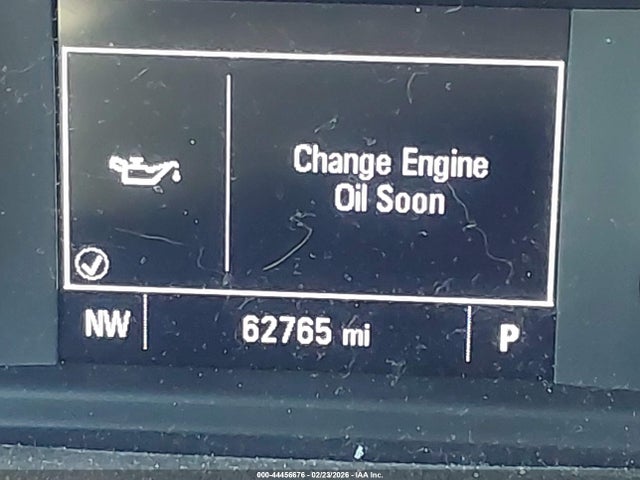 Change Engine
Oil Soon
NW
62765 mi
P
000-44456676 - 02/23/2026 - IAA Inc.